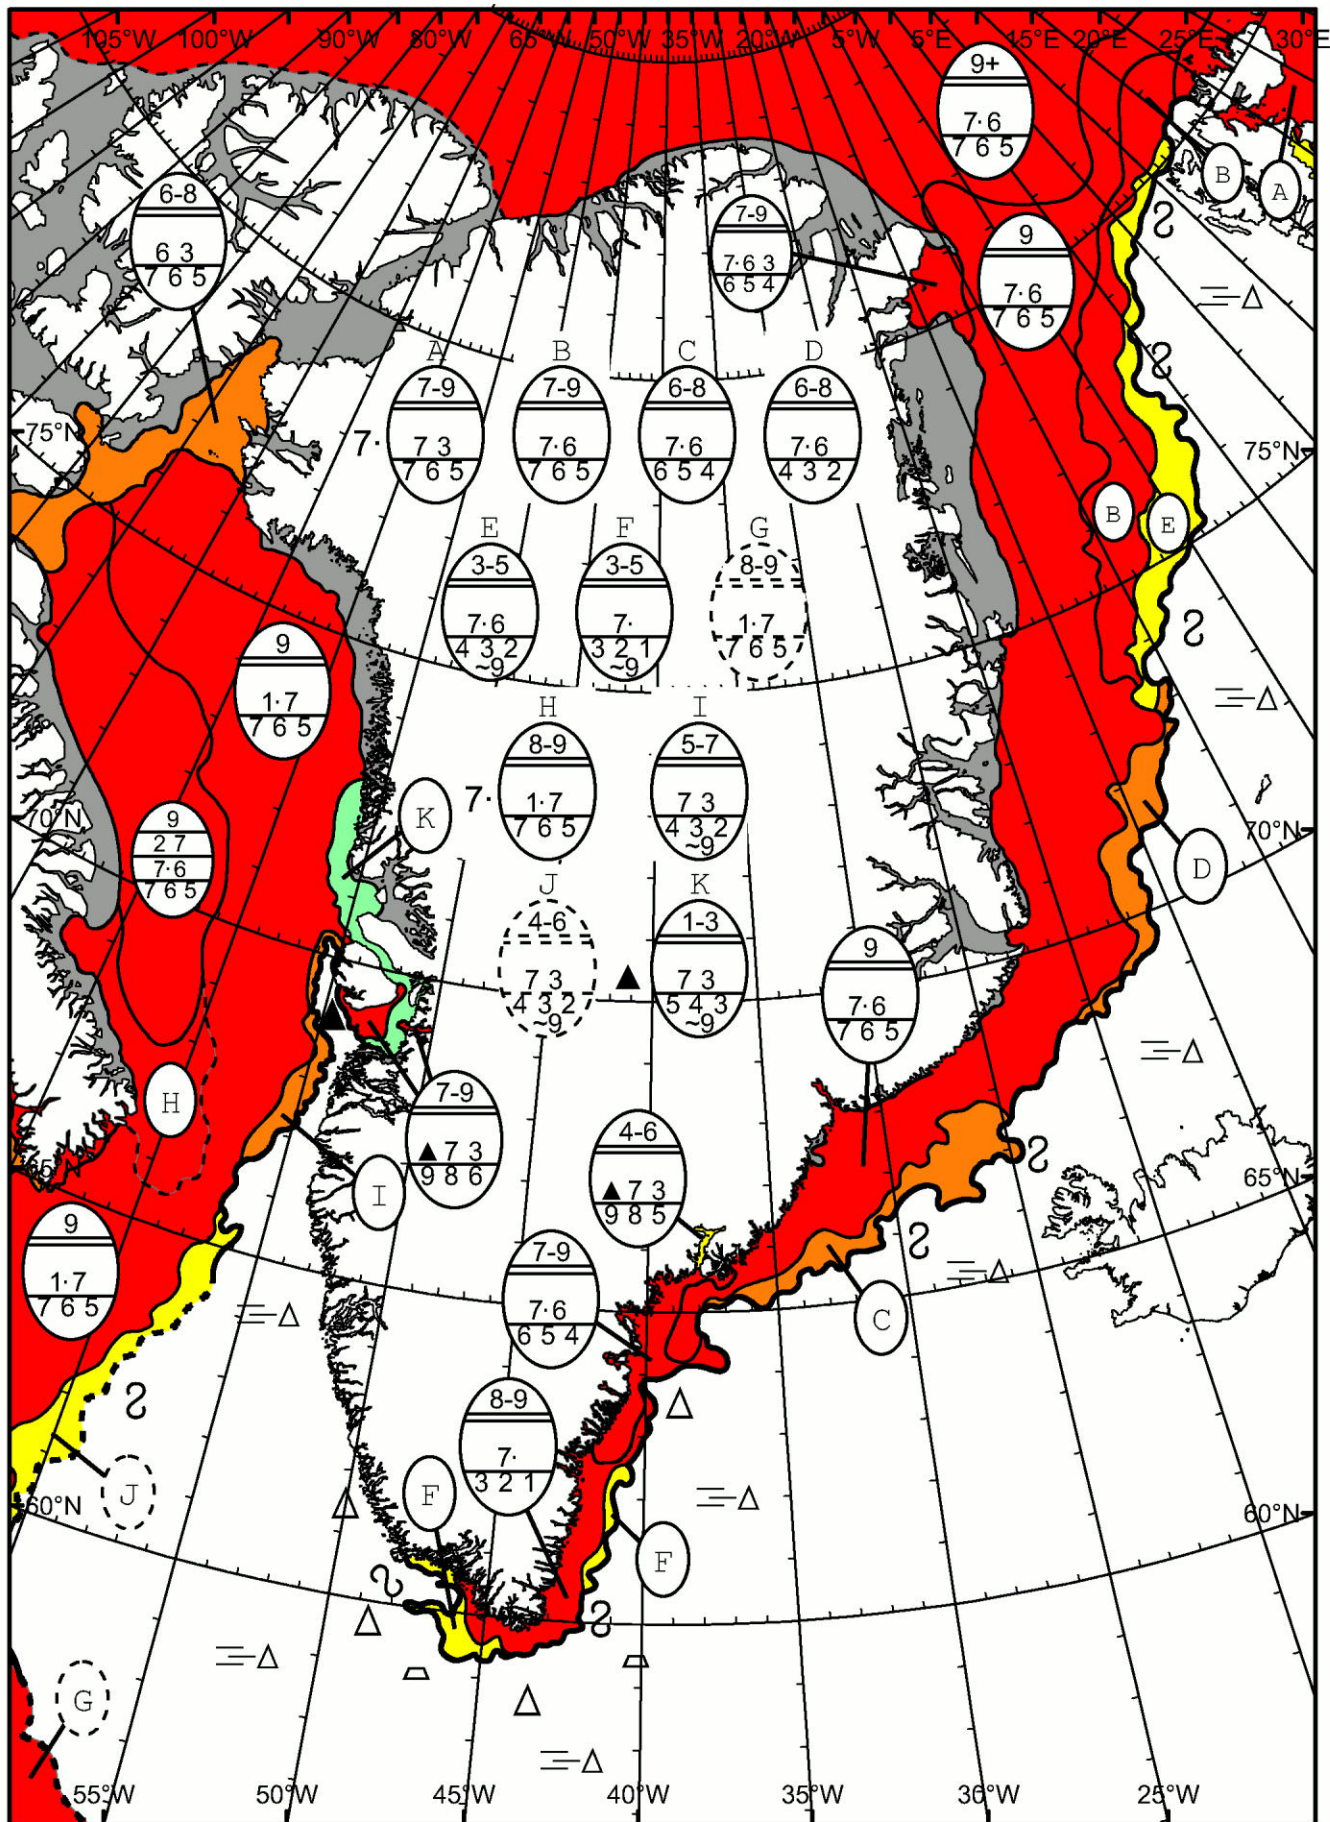 105°W 100°W 90°W 80°W 65°W 50°W 35°W 20°W 5°W 5°E 15°E 20°E 25°E 30°E
9+
7·6
7 6 5
B
A
6-8
6 3
7 6 5
7-9
7·6 3
6 5 4
9
7·6
7 6 5
A B C D
7-9 7-9 6-8 6-8
7· 7 3 7·6 7·6 7·6
7 6 5 7 6 5 6 5 4 4 3 2
75°N 75°N
B E
E F G
3-5 3-5 8-9
7·6 7· 1·7
4 3 2 3 2 1 7 6 5
~9 ~9
9
1·7
7 6 5
H I
8-9 5-7
7· 1·7 7 3
7 6 5 4 3 2
~9
70°N 70°N
K
D
9
2 7
7·6
7 6 5
J K
4-6 1-3
7 3 7 3
4 3 2 5 4 3
~9 ~9
9
7·6
7 6 5
H
7-9
▲ 7 3
9 8 6
4-6
▲ 7 3
9 8 5
65°N 65°N
I
9
1·7
7 6 5
7-9
7·6
6 5 4
C
8-9
7·
3 2 1
J
F
60°N 60°N
F
G
55°W 50°W 45°W 40°W 35°W 30°W 25°W